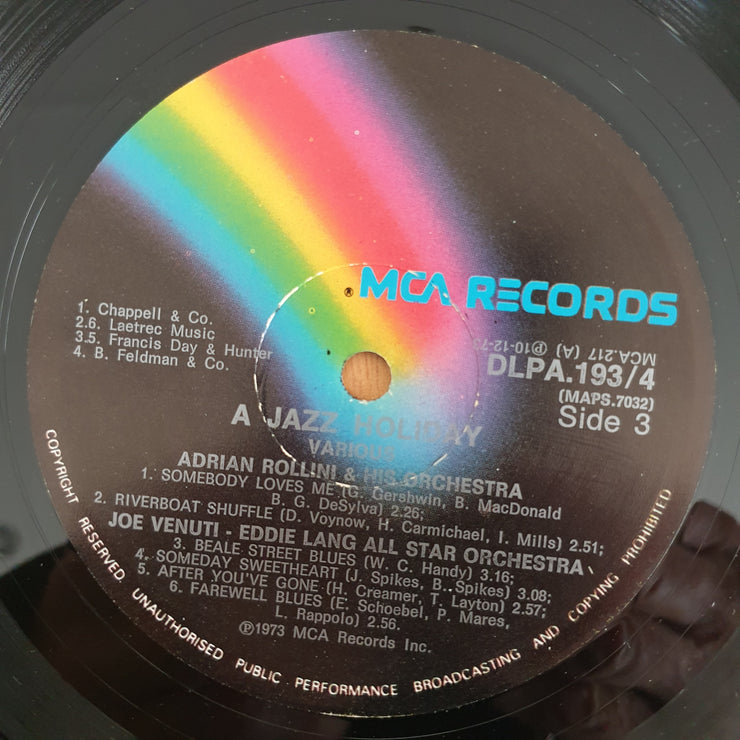 MCA RECORDS
1. Chappell & Co.
2.6. Laetrec Music
3.5. Francis Day & Hunter
4. B. Feldman & Co.
MCA.217 (A) ℗10-12-73
DLPA.193/4
(MAPS.7032)
Side 3
A JAZZ HOLIDAY
VARIOUS
ADRIAN ROLLINI & HIS ORCHESTRA
1. SOMEBODY LOVES ME (G. Gershwin, B. MacDonald
B. G. DeSylva) 2.26;
2. RIVERBOAT SHUFFLE (D. Voynow, H. Carmichael, I. Mills) 2.51;
JOE VENUTI - EDDIE LANG ALL STAR ORCHESTRA
3. BEALE STREET BLUES (W. C. Handy) 3.16;
4. SOMEDAY SWEETHEART (J. Spikes, B. Spikes) 3.08;
5. AFTER YOU'VE GONE (H. Creamer, T. Layton) 2.57;
6. FAREWELL BLUES (E. Schoebel, P. Mares,
L. Rappolo) 2.56.
℗1973 MCA Records Inc.
COPYRIGHT RESERVED UNAUTHORISED PUBLIC PERFORMANCE BROADCASTING AND COPYING PROHIBITED